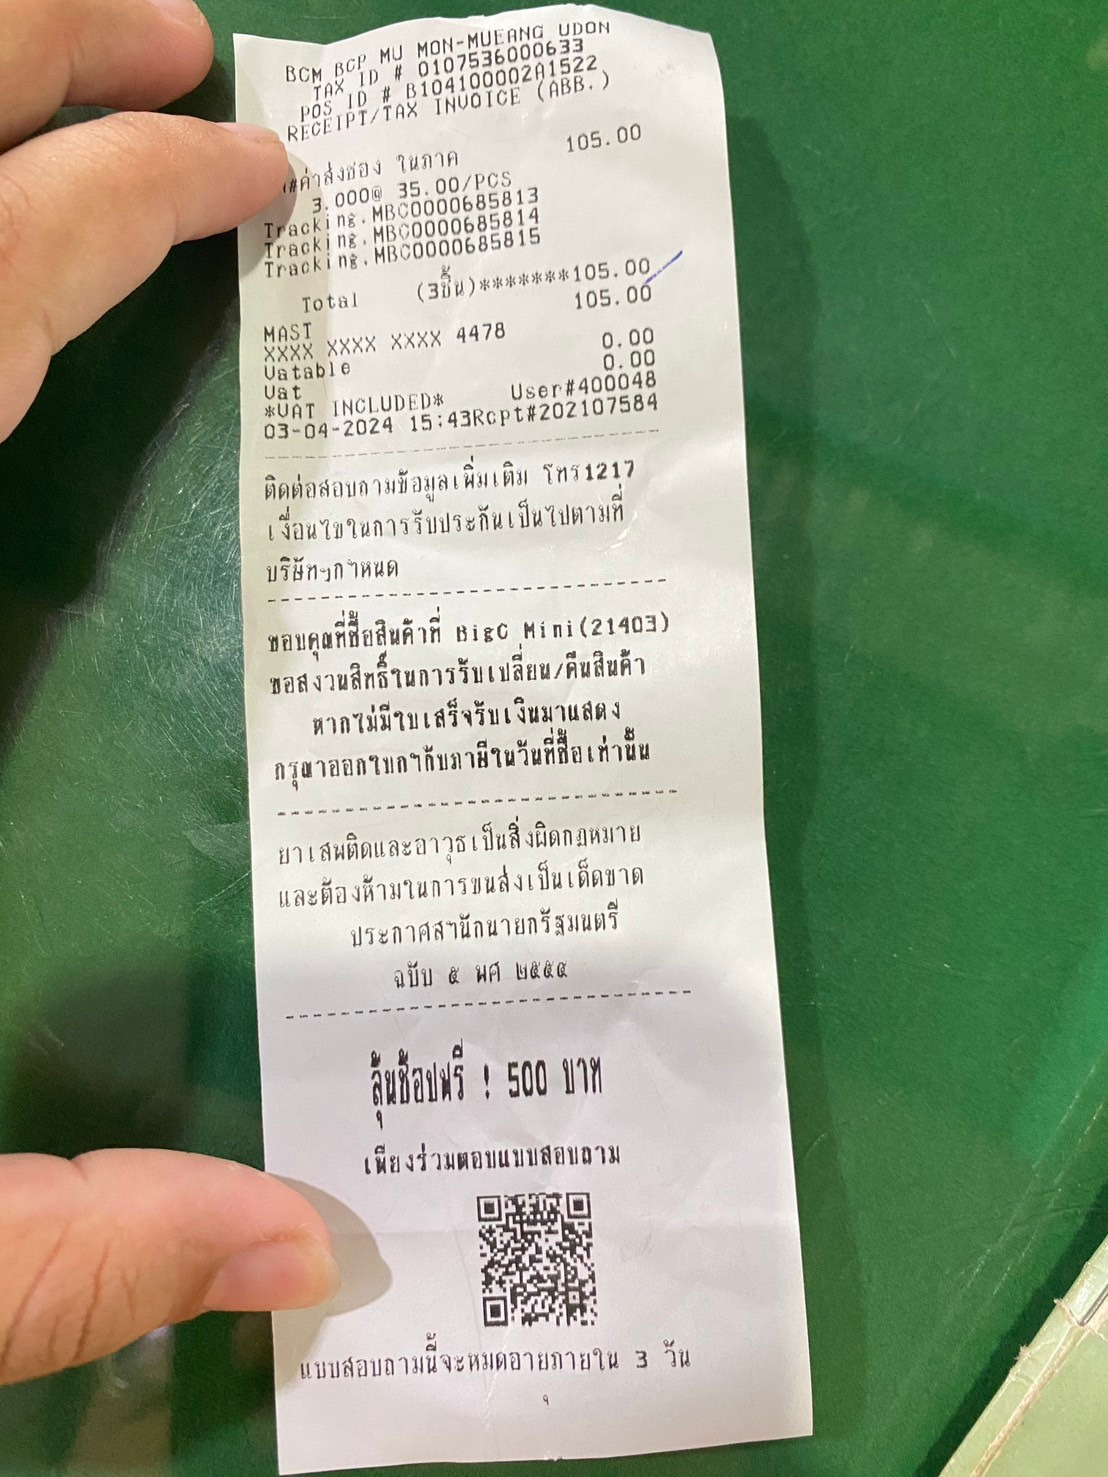 BCM BCP MU MON-MUEANG UDON
TAX ID # 0107536000633
POS ID # B104100002A1522
RECEIPT/TAX INVOICE (ABB.)
#ค่าส่งของ ในภาค 105.00
3.000@ 35.00/PCS
Tracking.MBC0000685813
Tracking.MBC0000685814
Tracking.MBC0000685815
Total (3ชิ้น)*******105.00
MAST 105.00
XXXX XXXX XXXX 4478
Vatable 0.00
Vat 0.00
*VAT INCLUDED* User#400048
03-04-2024 15:43Rcpt#202107584
ติดต่อสอบถามข้อมูลเพิ่มเติม โทร1217
เงื่อนไขในการรับประกันเป็นไปตามที่
บริษัทฯกำหนด
ขอบคุณที่ซื้อสินค้าที่ BigC Mini(21403)
ขอสงวนสิทธิ์ในการรับเปลี่ยน/คืนสินค้า
หากไม่มีใบเสร็จรับเงินมาแสดง
กรุณาออกใบกำกับภาษีในวันที่ซื้อเท่านั้น
ยาเสพติดและอาวุธเป็นสิ่งผิดกฎหมาย
และต้องห้ามในการขนส่งเป็นเด็ดขาด
ประกาศสำนักนายกรัฐมนตรี
ฉบับ ๕ พศ ๒๕๕๔
ลุ้นช้อปฟรี ! 500 บาท
เพียงร่วมตอบแบบสอบถาม
แบบสอบถามนี้จะหมดอายุภายใน 3 วัน